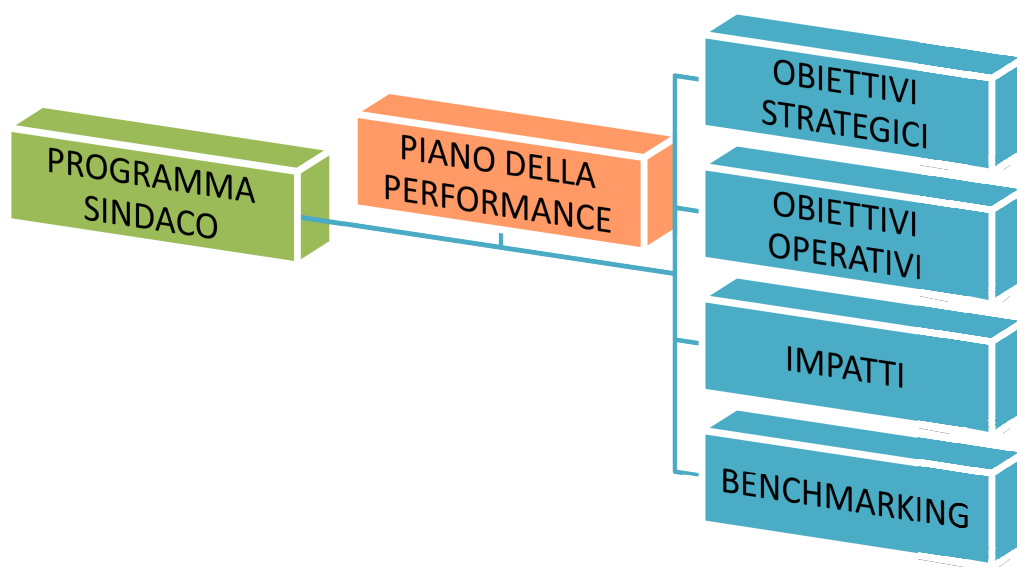 PROGRAMMA
SINDACO
PIANO DELLA
PERFORMANCE
OBIETTIVI
STRATEGICI
OBIETTIVI
OPERATIVI
IMPATTI
BENCHMARKING